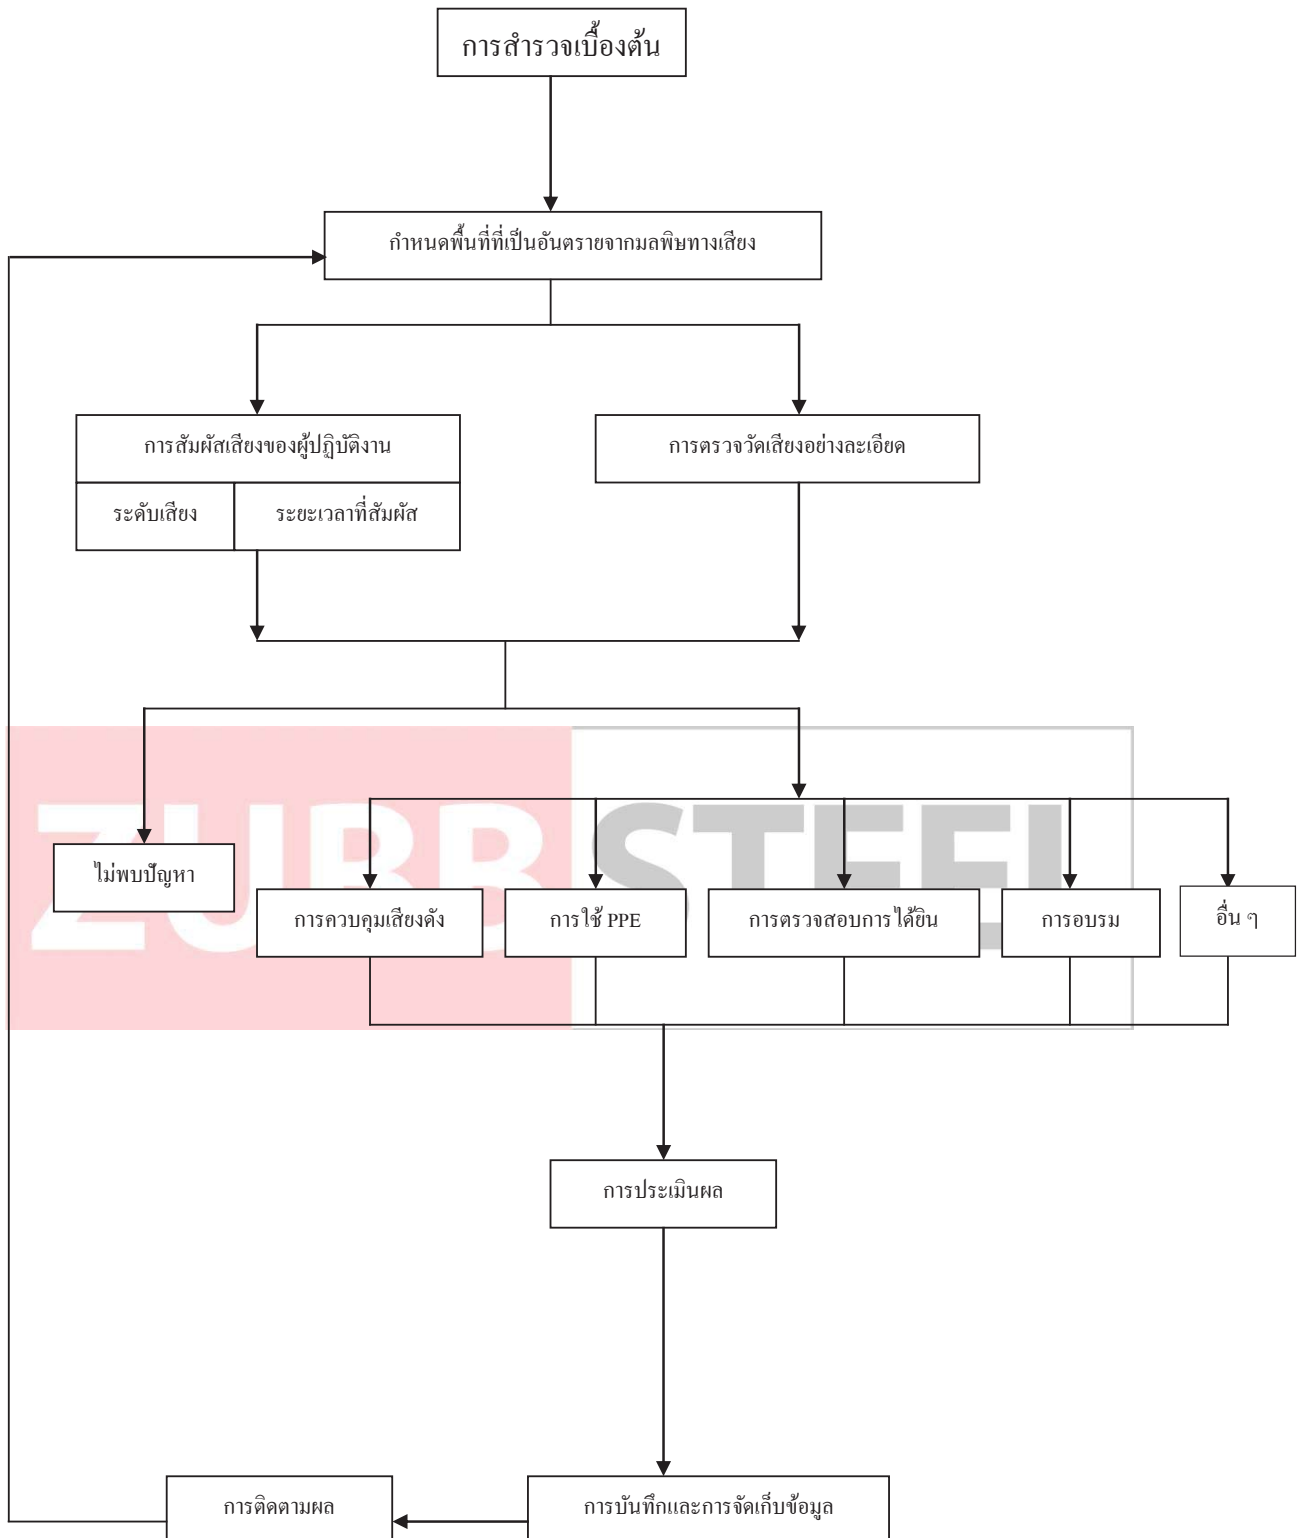 การสำรวจเบื้องต้น
กำหนดพื้นที่ที่เป็นอันตรายจากมลพิษทางเสียง
การสัมผัสเสียงของผู้ปฏิบัติงาน
การตรวจวัดเสียงอย่างละเอียด
ระดับเสียง
ระยะเวลาที่สัมผัส
ZUBB STEEL
ไม่พบปัญหา
การควบคุมเสียงดัง
การใช้ PPE
การตรวจสอบการได้ยิน
การอบรม
อื่น ๆ
การประเมินผล
การติดตามผล
การบันทึกและการจัดเก็บข้อมูล